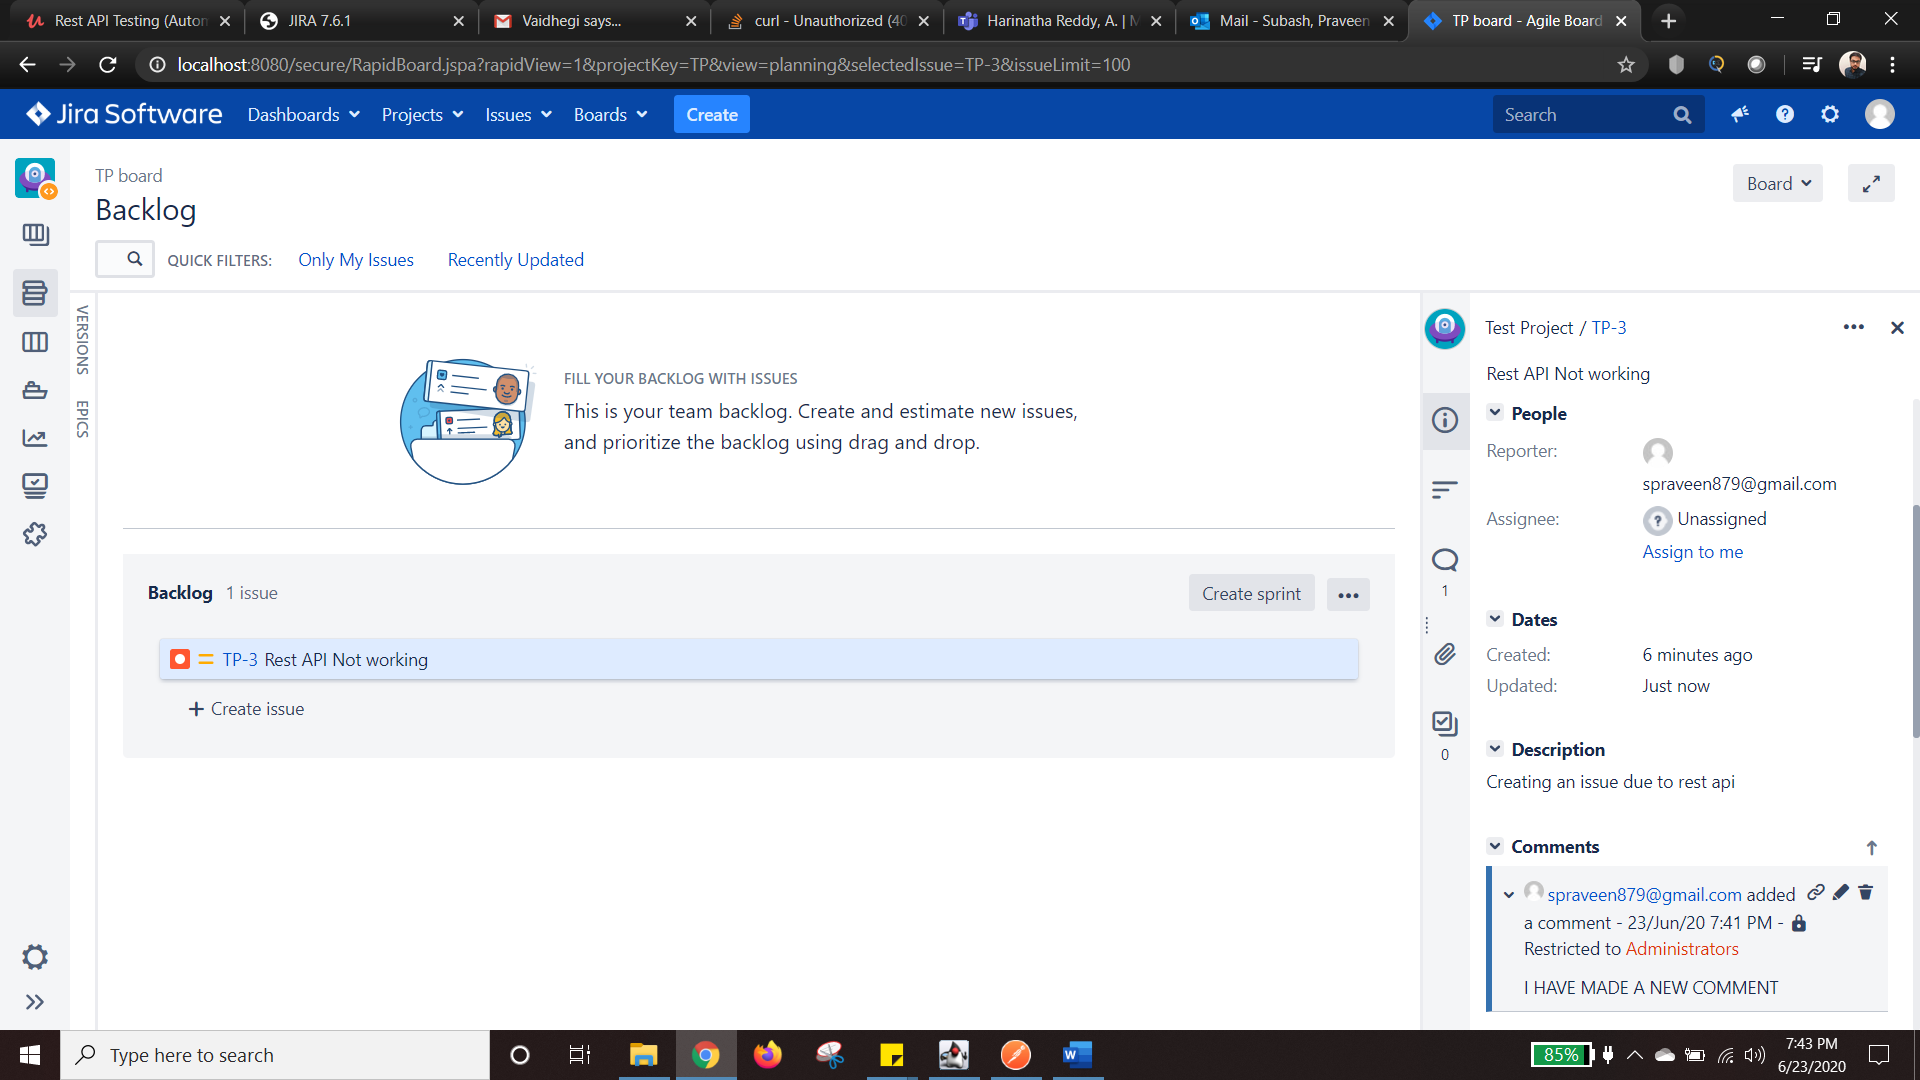 Rest API Testing (Auton
JIRA 7.6.1
Vaidhegi says...
curl - Unauthorized (40
Harinatha Reddy, A. | M
Mail - Subash, Praveen
TP board - Agile Board
localhost:8080/secure/RapidBoard.jspa?rapidView=1&projectKey=TP&view=planning&selectedIssue=TP-3&issueLimit=100
Jira Software
Dashboards
Projects
Issues
Boards
Create
Search
TP board
Backlog
Board
QUICK FILTERS:
Only My Issues
Recently Updated
VERSIONS
EPICS
FILL YOUR BACKLOG WITH ISSUES
This is your team backlog. Create and estimate new issues,
and prioritize the backlog using drag and drop.
Backlog 1 issue
Create sprint
TP-3 Rest API Not working
+ Create issue
1
0
Test Project / TP-3
Rest API Not working
People
Reporter:
spraveen879@gmail.com
Assignee:
Unassigned
Assign to me
Dates
Created: 6 minutes ago
Updated: Just now
Description
Creating an issue due to rest api
Comments
spraveen879@gmail.com added
a comment - 23/Jun/20 7:41 PM -
Restricted to Administrators
I HAVE MADE A NEW COMMENT
Type here to search
85%
7:43 PM
6/23/2020